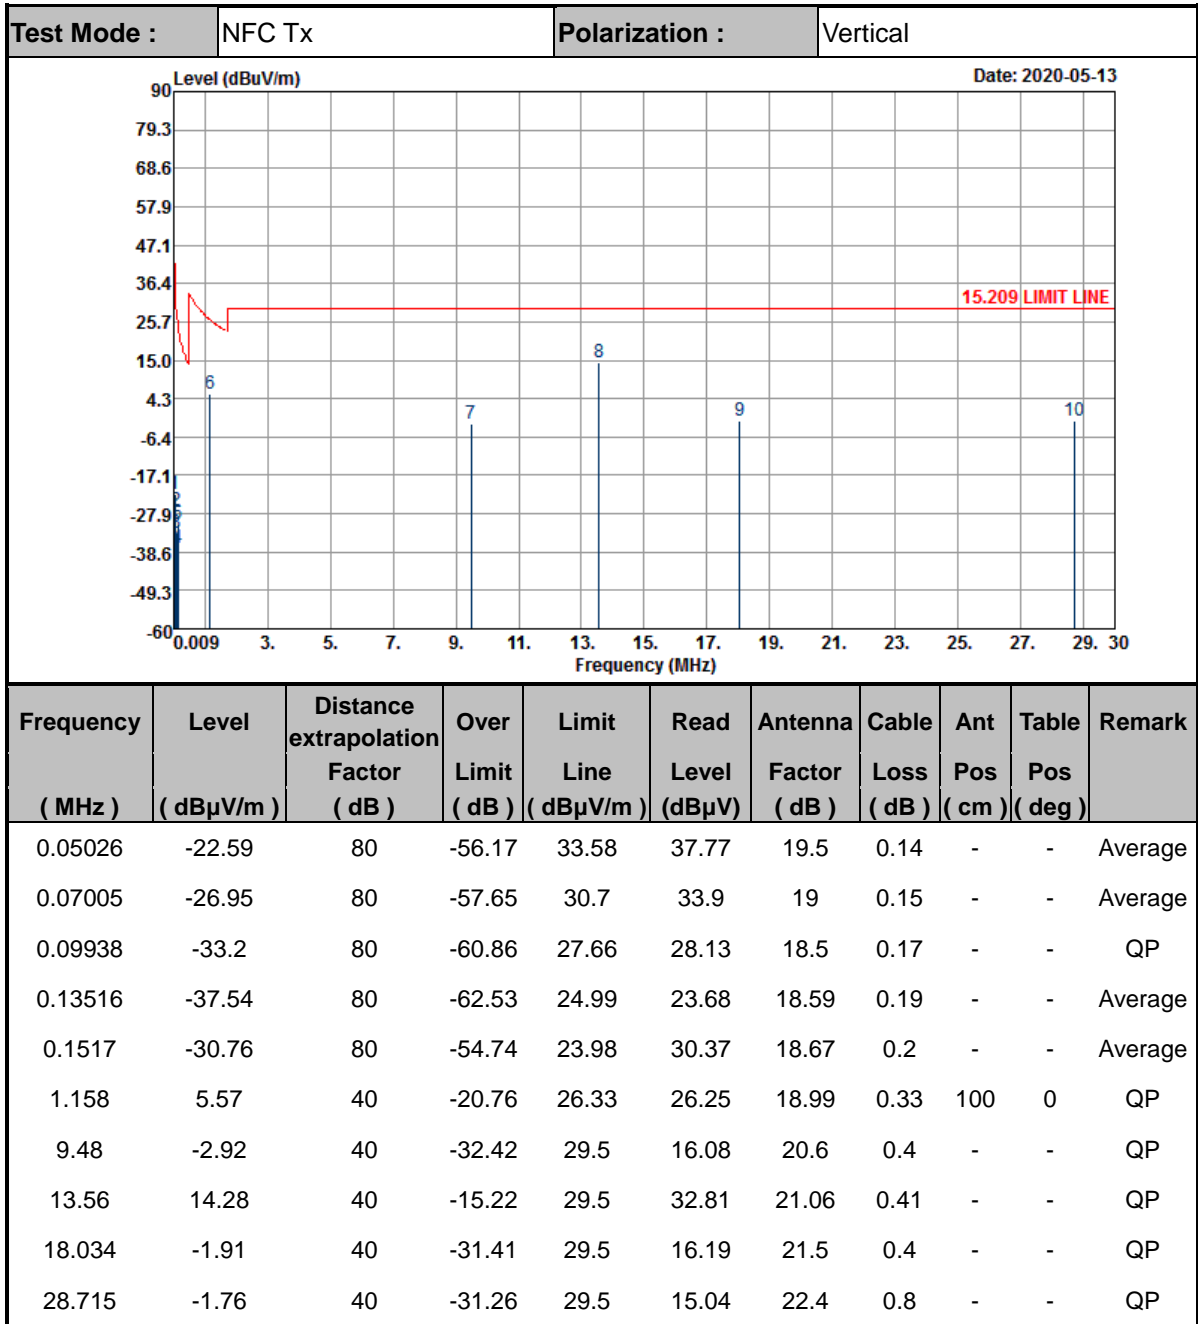 Test Mode : NFC Tx Polarization : Vertical
Level (dBuV/m) Date: 2020-05-13
90
79.3
68.6
57.9
47.1
36.4
15.209 LIMIT LINE
25.7
15.0
8
6
4.3
7 9 10
-6.4
-17.1
-27.9
-38.6
-49.3
-60
0.009 3. 5. 7. 9. 11. 13. 15. 17. 19. 21. 23. 25. 27. 29. 30
Frequency (MHz)
Frequency Level Distance extrapolation Over Limit Read Antenna Cable Ant Table Remark
Factor Limit Line Level Factor Loss Pos Pos
( MHz ) ( dBµV/m ) ( dB ) ( dB ) ( dBµV/m ) (dBµV) ( dB ) ( dB ) ( cm ) ( deg )
0.05026 -22.59 80 -56.17 33.58 37.77 19.5 0.14 - - Average
0.07005 -26.95 80 -57.65 30.7 33.9 19 0.15 - - Average
0.09938 -33.2 80 -60.86 27.66 28.13 18.5 0.17 - - QP
0.13516 -37.54 80 -62.53 24.99 23.68 18.59 0.19 - - Average
0.1517 -30.76 80 -54.74 23.98 30.37 18.67 0.2 - - Average
1.158 5.57 40 -20.76 26.33 26.25 18.99 0.33 100 0 QP
9.48 -2.92 40 -32.42 29.5 16.08 20.6 0.4 - - QP
13.56 14.28 40 -15.22 29.5 32.81 21.06 0.41 - - QP
18.034 -1.91 40 -31.41 29.5 16.19 21.5 0.4 - - QP
28.715 -1.76 40 -31.26 29.5 15.04 22.4 0.8 - - QP